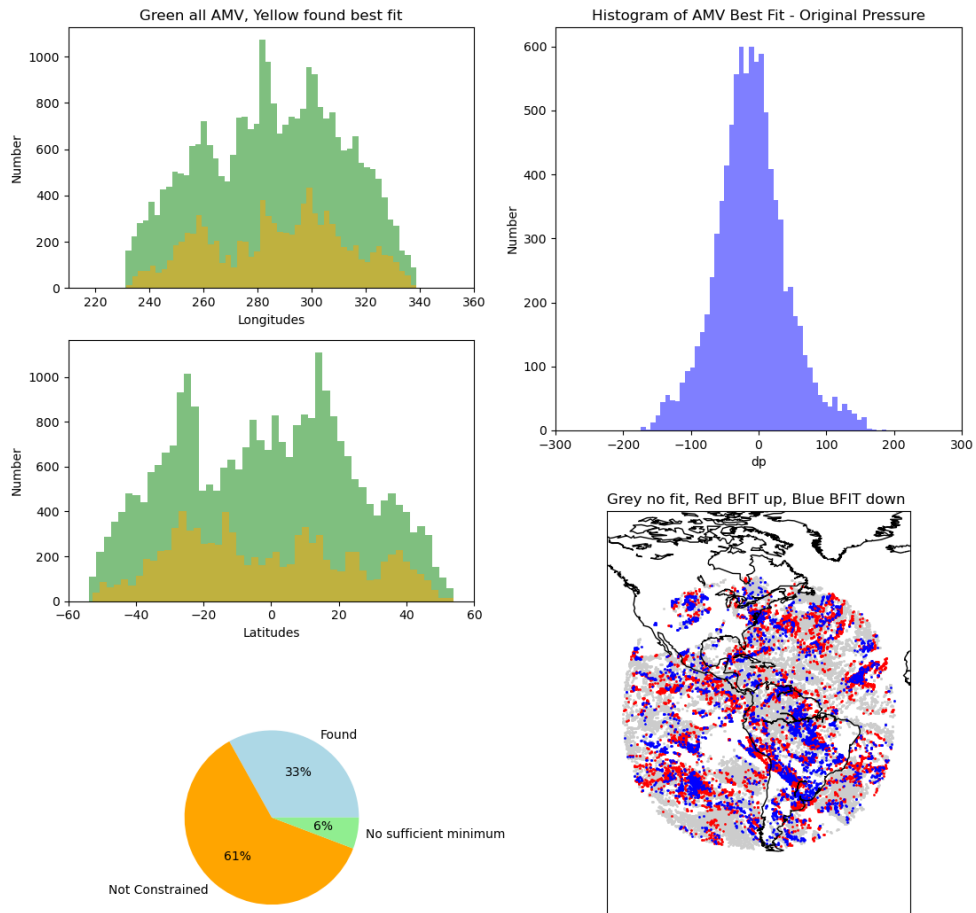 Green all AMV, Yellow found best fit
1000
800
600
400
200
0
Number
220 240 260 280 300 320 340 360
Longitudes
Histogram of AMV Best Fit - Original Pressure
600
500
400
300
200
100
0
Number
−300 −200 −100 0 100 200 300
dp
1000
800
600
400
200
0
Number
−60 −40 −20 0 20 40 60
Latitudes
Grey no fit, Red BFIT up, Blue BFIT down
Found
33%
6%
No sufficient minimum
61%
Not Constrained